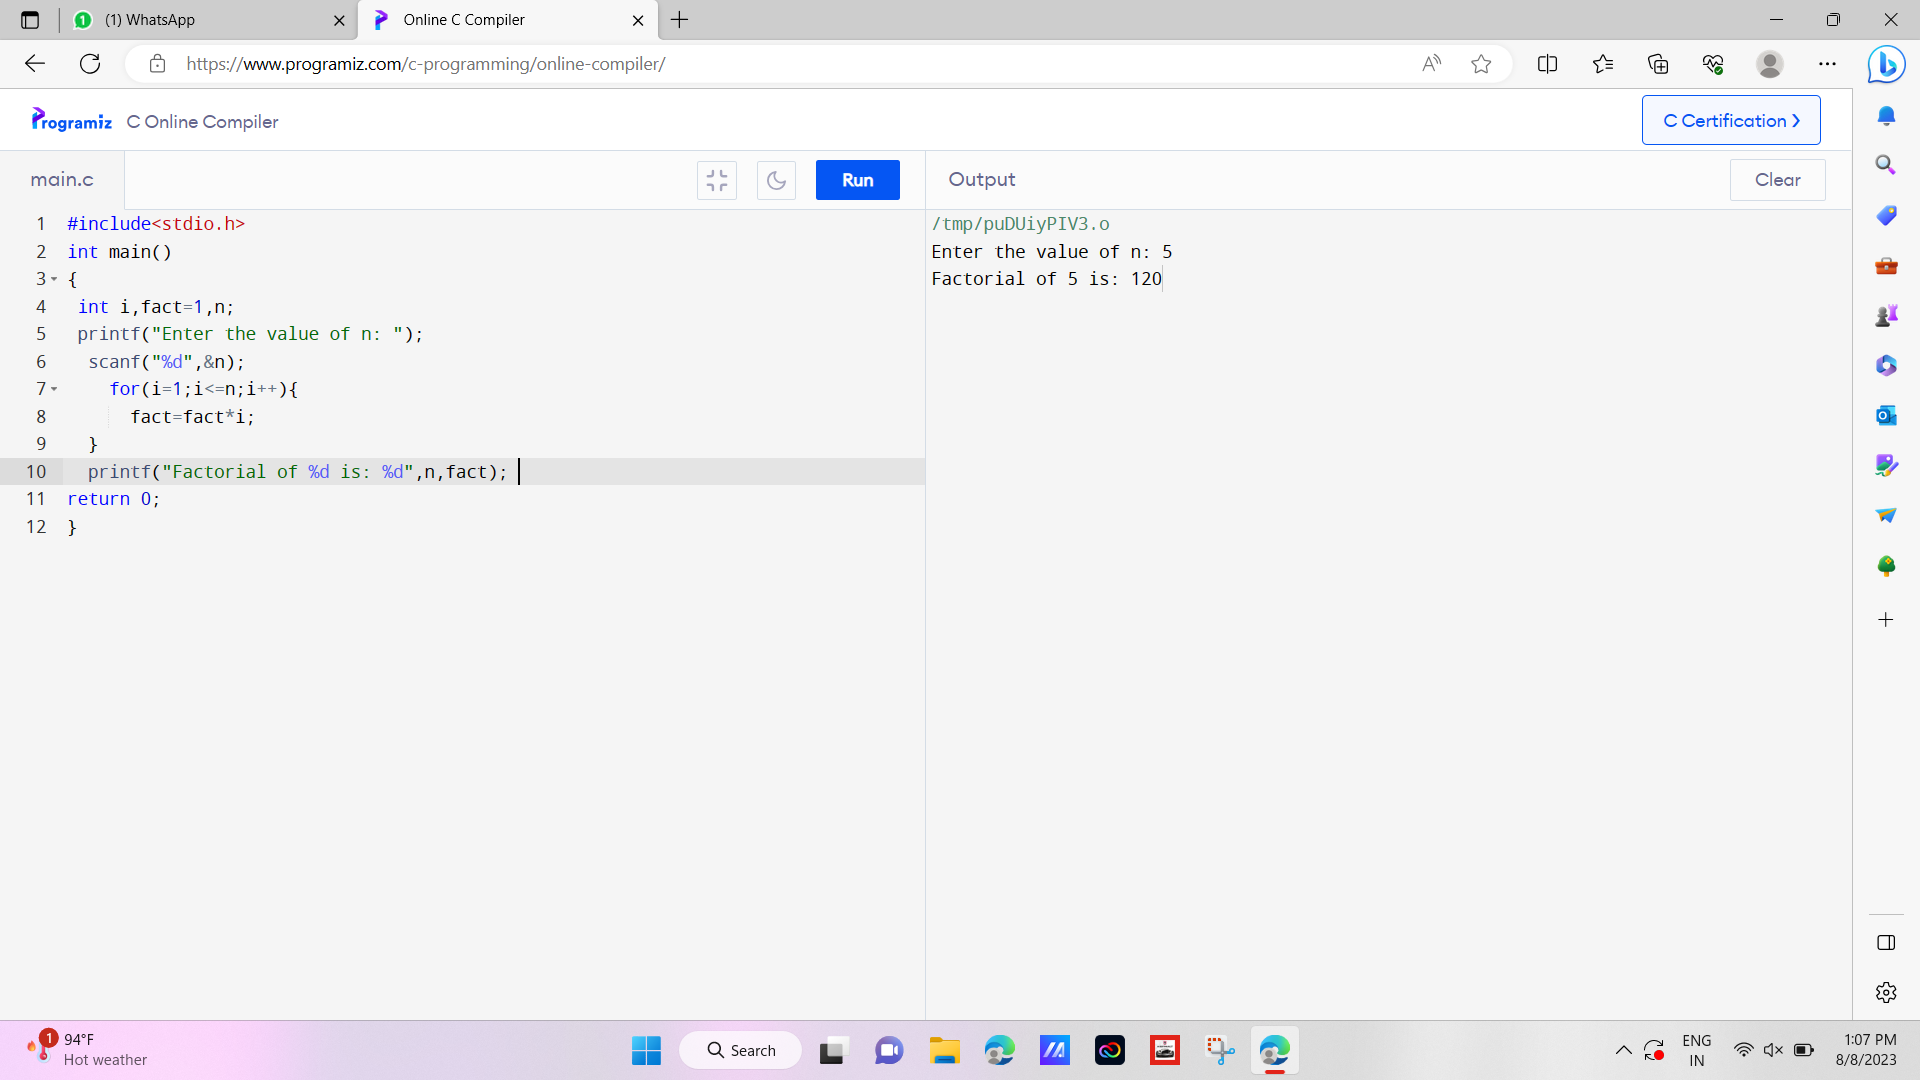 (1) WhatsApp
Online C Compiler
https://www.programiz.com/c-programming/online-compiler/
Programiz C Online Compiler
C Certification >
main.c
Run
Output
Clear
1 #include<stdio.h>
2 int main()
3 {
4 int i,fact=1,n;
5 printf("Enter the value of n: ");
6 scanf("%d",&n);
7 for(i=1;i<=n;i++){
8 fact=fact*i;
9 }
10 printf("Factorial of %d is: %d",n,fact);
11 return 0;
12 }
/tmp/puDUiyPIV3.o
Enter the value of n: 5
Factorial of 5 is: 120
1
94°F
Hot weather
Search
ENG
IN
1:07 PM
8/8/2023